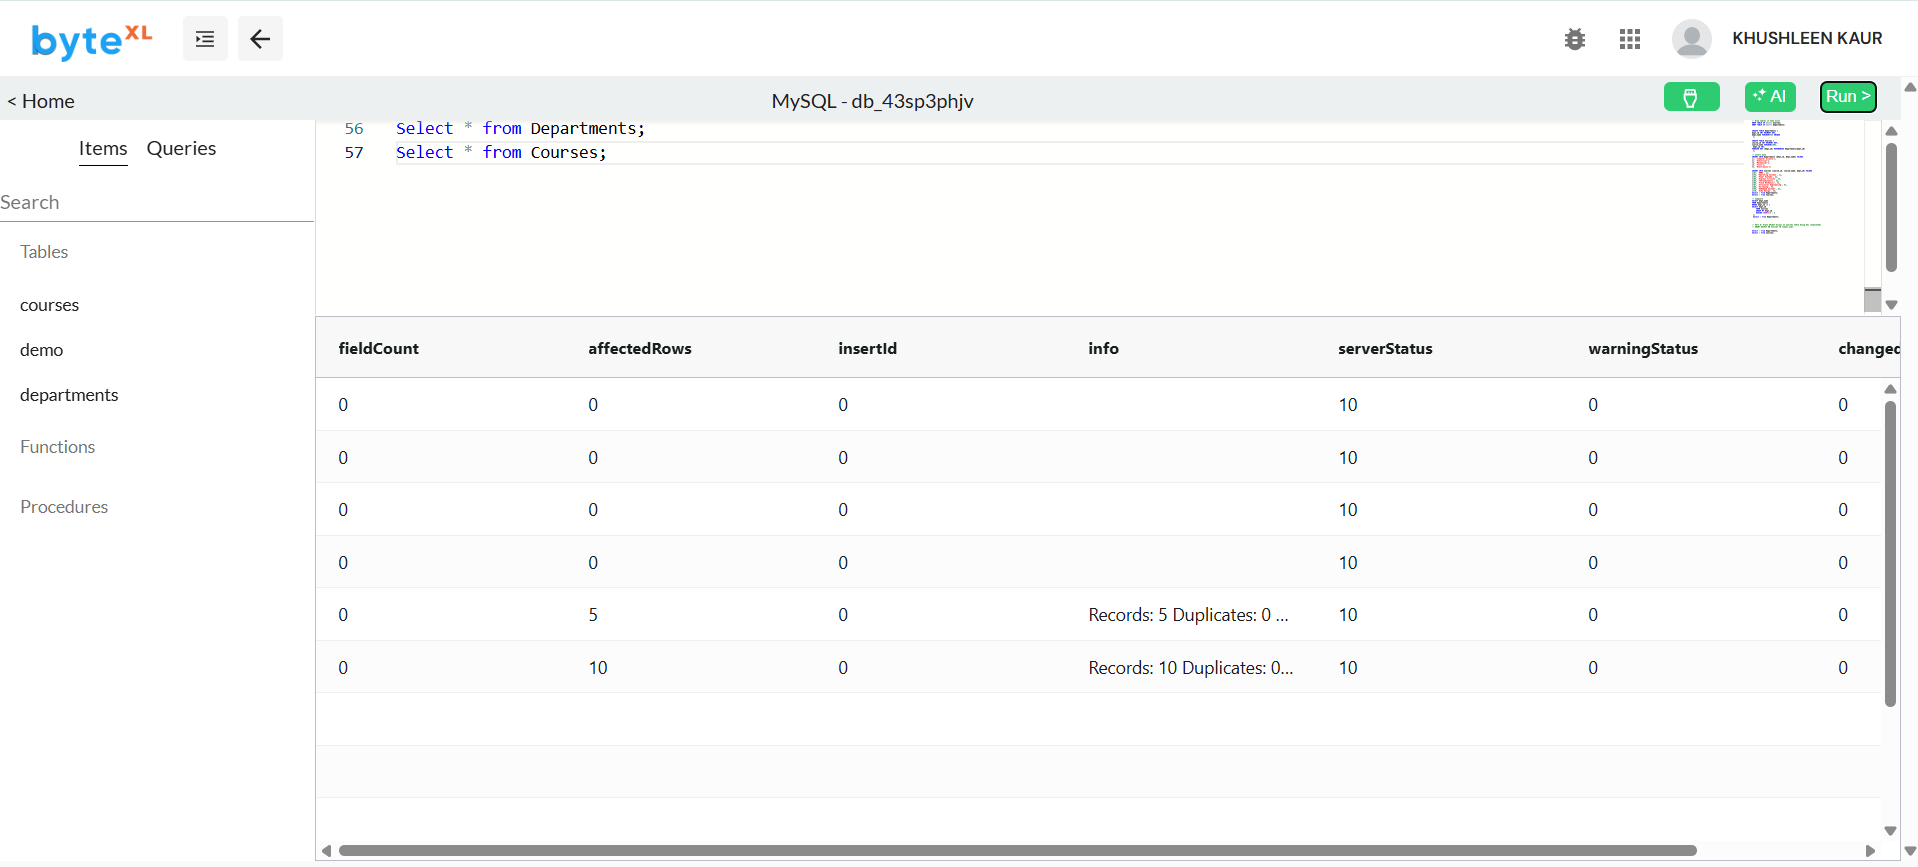 byteXL
KHUSHLEEN KAUR
< Home
MySQL - db_43sp3phjv
AI
Run >
Items Queries
Search
Tables
courses
demo
departments
Functions
Procedures
56 Select * from Departments;
57 Select * from Courses;
fieldCount affectedRows insertId info serverStatus warningStatus changed
0 0 0 10 0 0
0 0 0 10 0 0
0 0 0 10 0 0
0 0 0 10 0 0
0 5 0 Records: 5 Duplicates: 0 ... 10 0 0
0 10 0 Records: 10 Duplicates: 0... 10 0 0